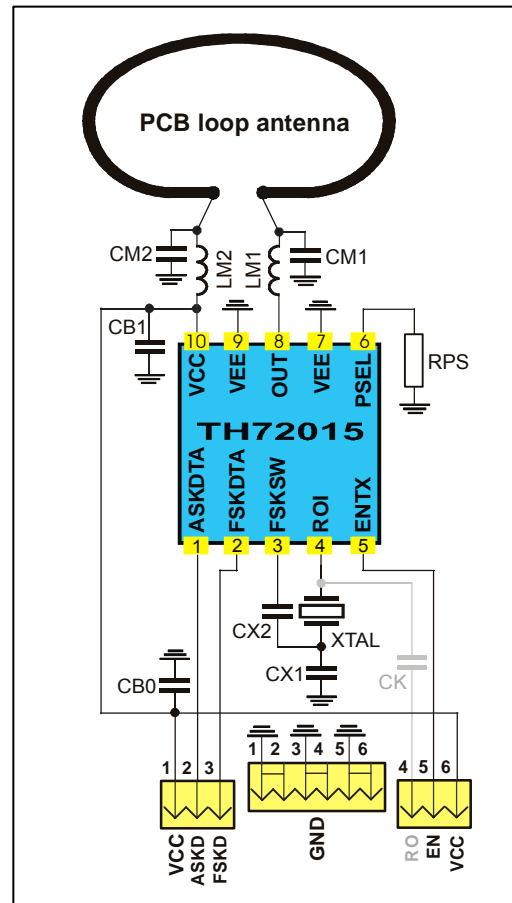 PCB loop antenna
CM2
LM2
LM1
CM1
CB1
10
9
8
7
6
RPS
VCC
VEE
OUT
VEE
PSEL
TH72015
ASKDTA
FSKDTA
FSKSW
ROI
ENTX
1
2
3
4
5
CX2
XTAL
CX1
CK
CB0
1 2 3
1 2 3 4 5 6
4 5 6
VCC
ASKD
FSKD
GND
RO
EN
VCC